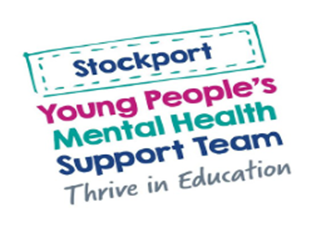 Stockport
Young People's
Mental Health
Support Team
Thrive in Education